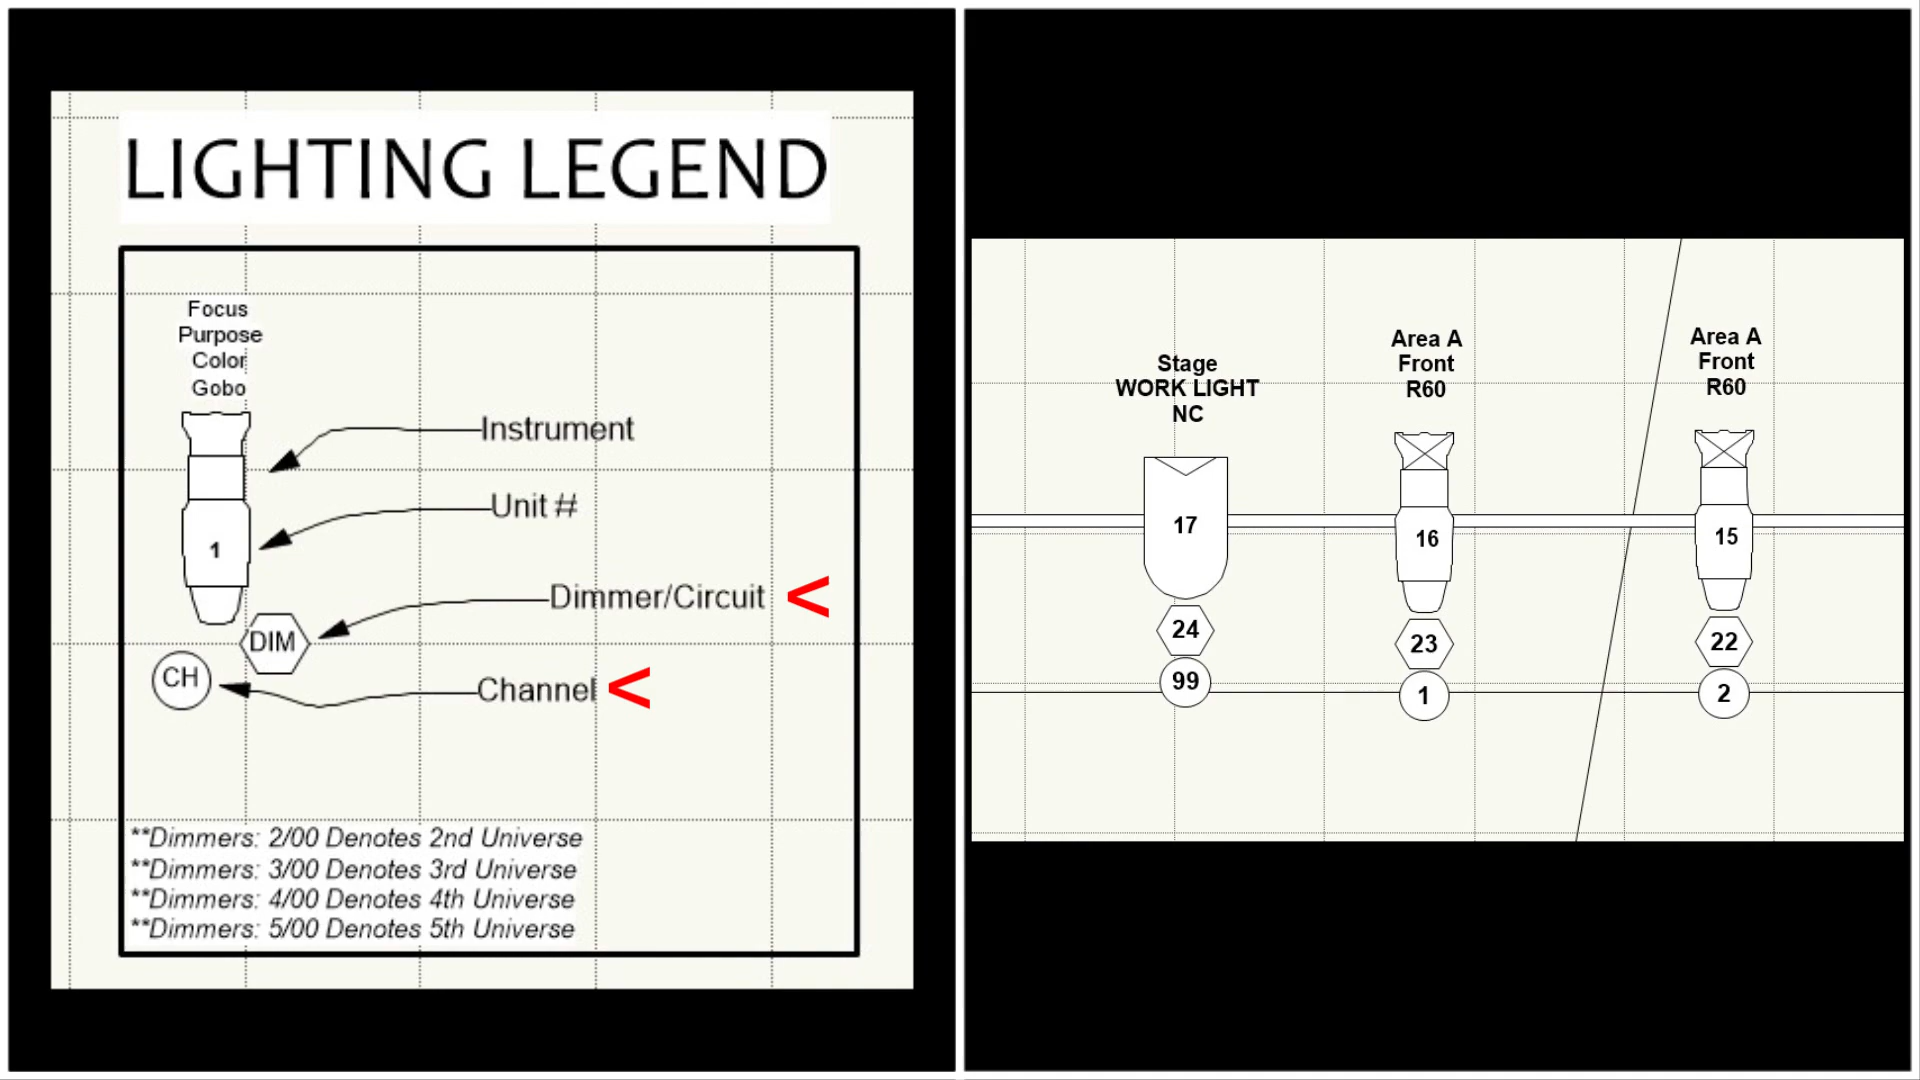 LIGHTING LEGEND
Focus
Purpose
Color
Gobo
Instrument
Unit #
1
Dimmer/Circuit <
DIM
CH
Channel <
**Dimmers: 2/00 Denotes 2nd Universe
**Dimmers: 3/00 Denotes 3rd Universe
**Dimmers: 4/00 Denotes 4th Universe
**Dimmers: 5/00 Denotes 5th Universe
Stage
WORK LIGHT
NC
17
24
99
Area A
Front
R60
16
23
1
Area A
Front
R60
15
22
2